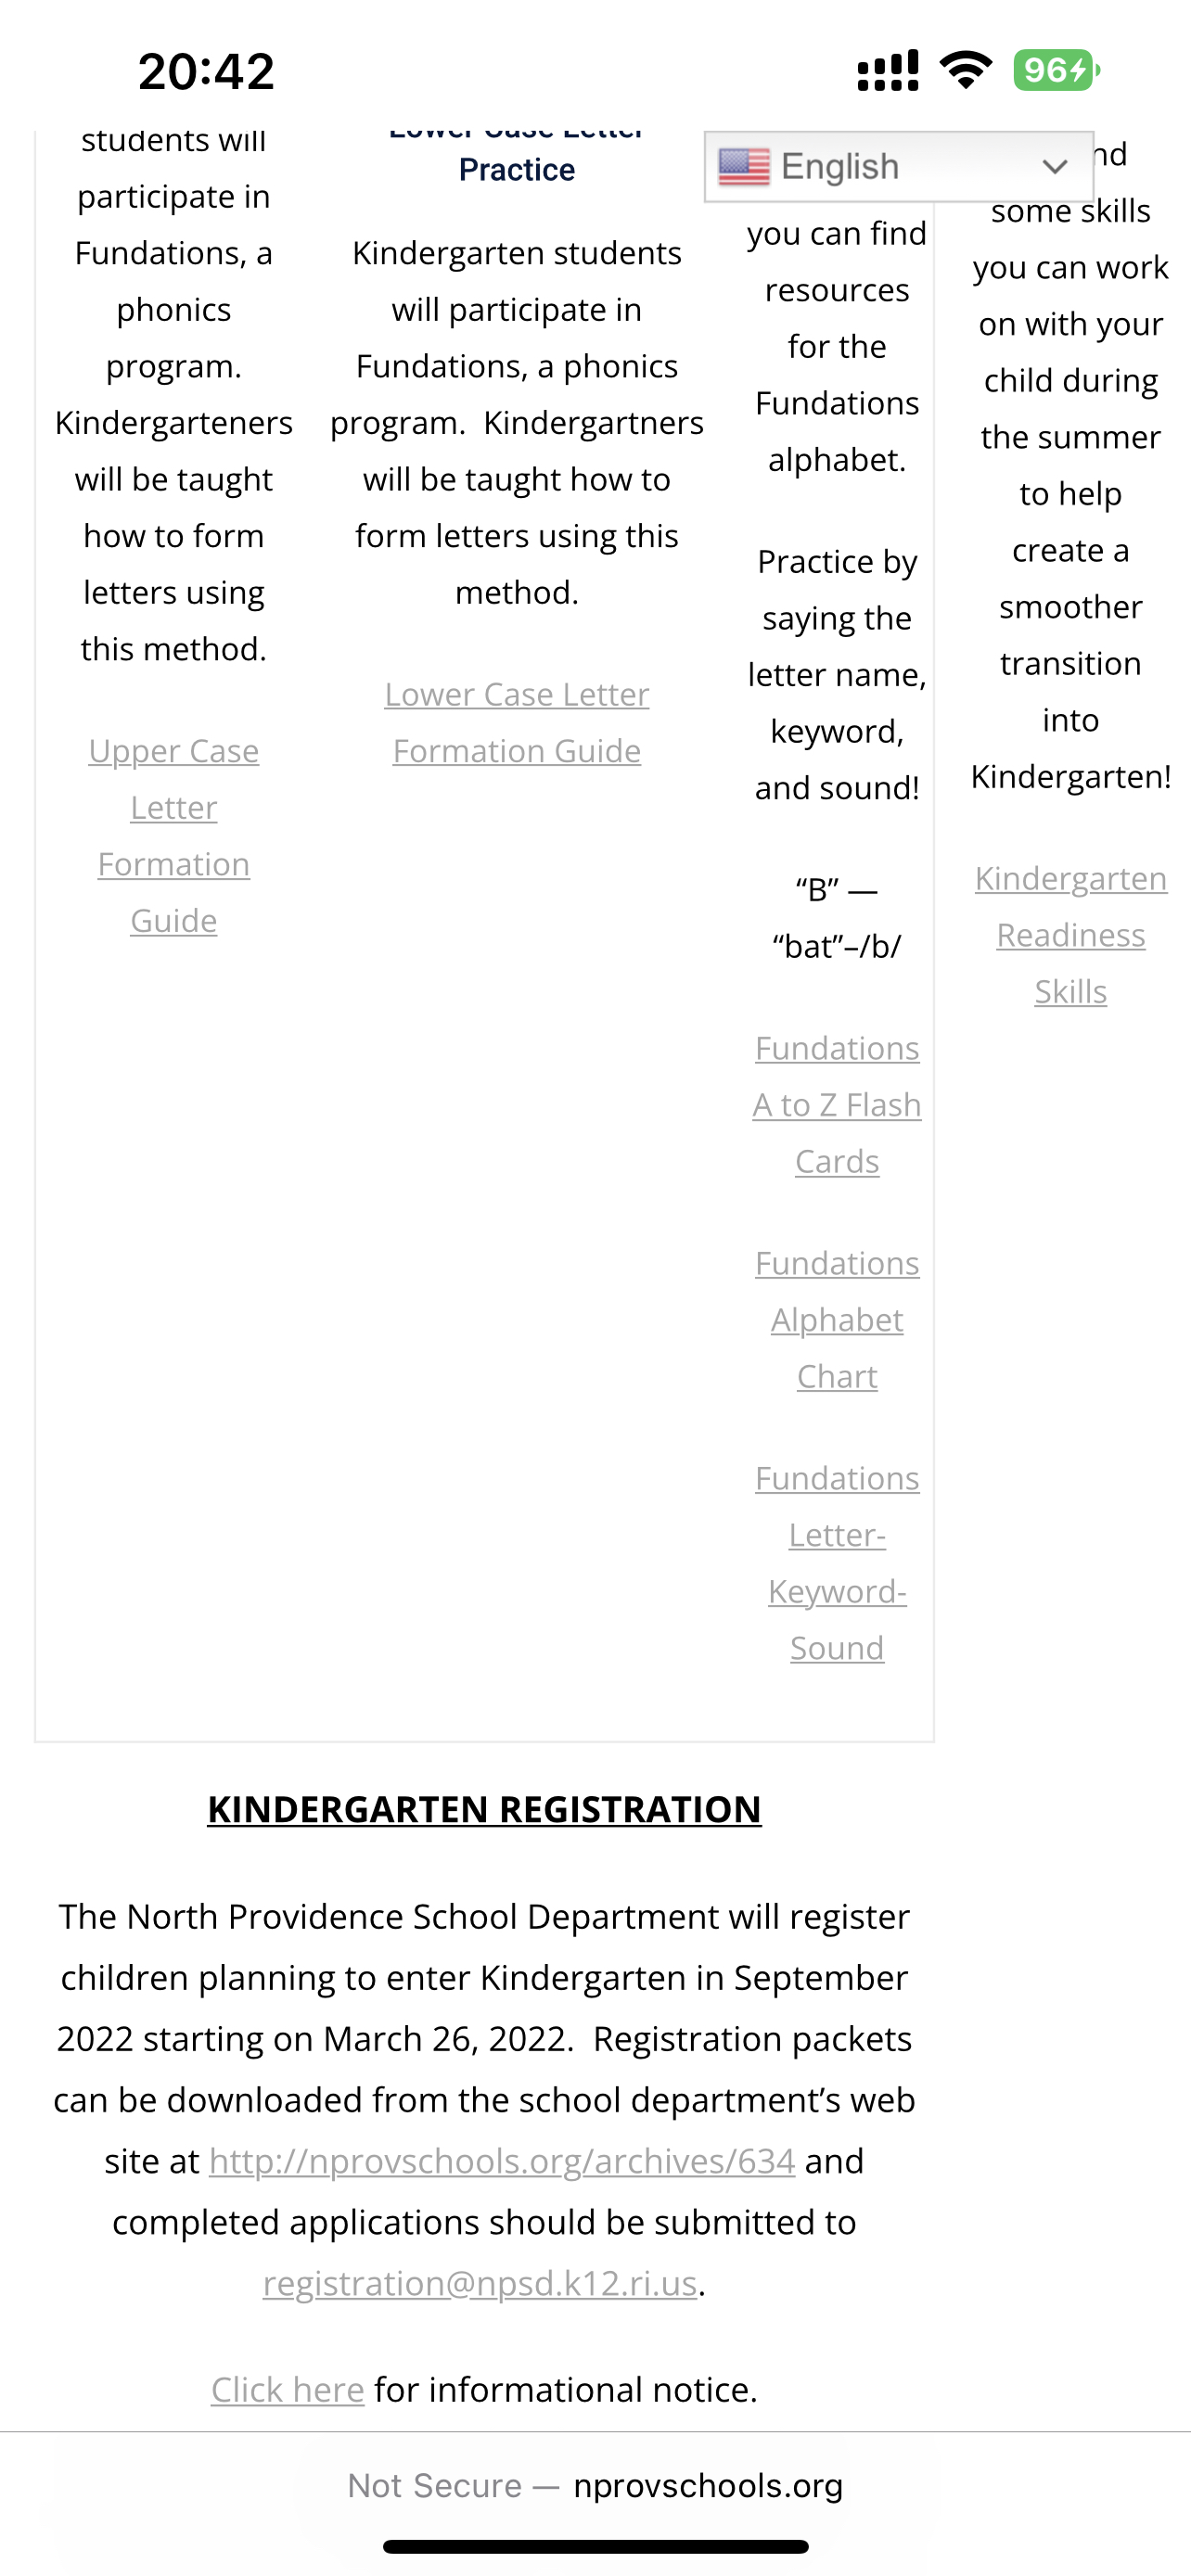 20:42
96
English
students will
participate in
Fundations, a
phonics
program.
Kindergarteners
will be taught
how to form
letters using
this method.
Upper Case
Letter
Formation
Guide
Lower Case Letter
Practice
Kindergarten students
will participate in
Fundations, a phonics
program.  Kindergartners
will be taught how to
form letters using this
method.
Lower Case Letter
Formation Guide
you can find
resources
for the
Fundations
alphabet.
Practice by
saying the
letter name,
keyword,
and sound!
“B” —
“bat”–/b/
Fundations
A to Z Flash
Cards
Fundations
Alphabet
Chart
Fundations
Letter-
Keyword-
Sound
some skills
you can work
on with your
child during
the summer
to help
create a
smoother
transition
into
Kindergarten!
Kindergarten
Readiness
Skills
KINDERGARTEN REGISTRATION
The North Providence School Department will register
children planning to enter Kindergarten in September
2022 starting on March 26, 2022.  Registration packets
can be downloaded from the school department’s web
site at http://nprovschools.org/archives/634 and
completed applications should be submitted to
registration@npsd.k12.ri.us.
Click here for informational notice.
Not Secure — nprovschools.org